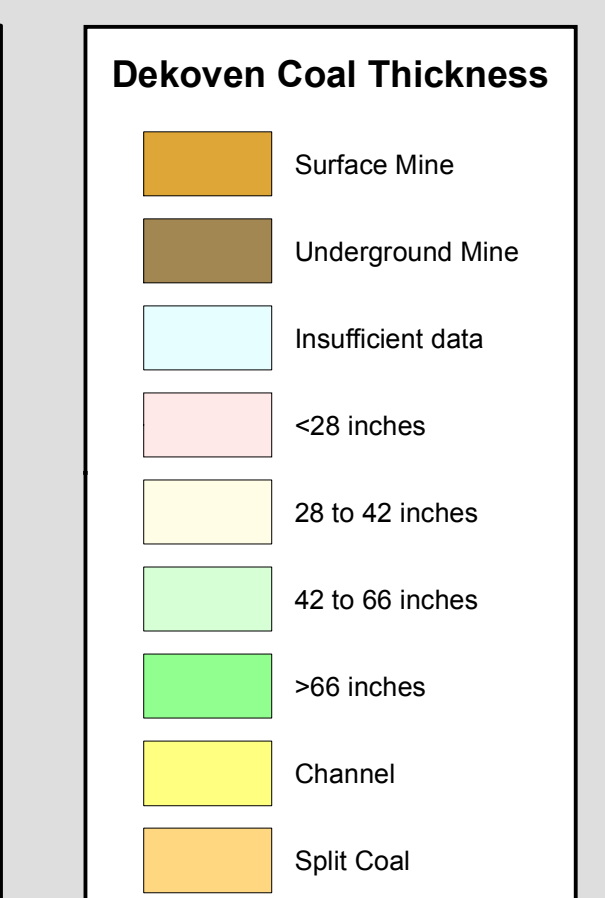 Dekoven Coal Thickness
Surface Mine
Underground Mine
Insufficient data
<28 inches
28 to 42 inches
42 to 66 inches
>66 inches
Channel
Split Coal